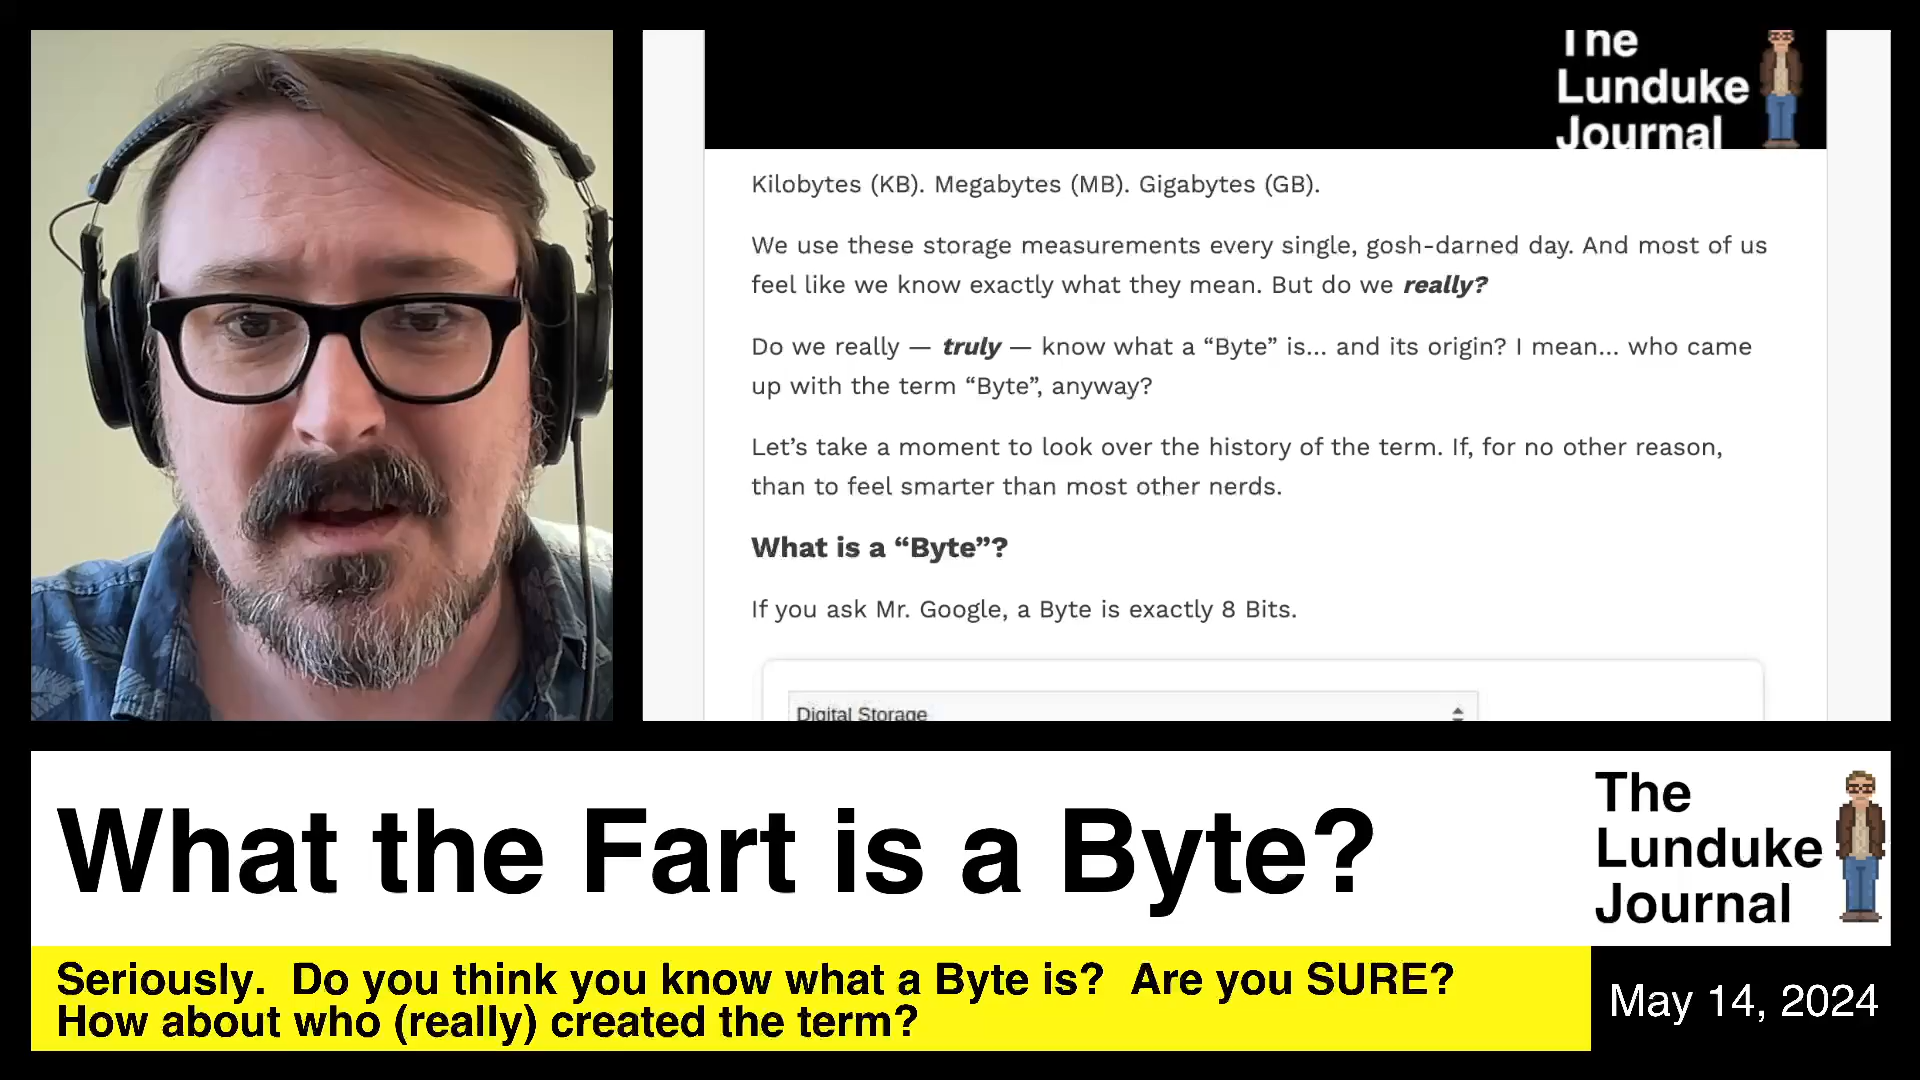 The
Lunduke
Journal
Kilobytes (KB). Megabytes (MB). Gigabytes (GB).
We use these storage measurements every single, gosh-darned day. And most of us
feel like we know exactly what they mean. But do we really?
Do we really — truly — know what a “Byte” is... and its origin? I mean... who came
up with the term “Byte”, anyway?
Let’s take a moment to look over the history of the term. If, for no other reason,
than to feel smarter than most other nerds.
What is a “Byte”?
If you ask Mr. Google, a Byte is exactly 8 Bits.
Digital Storage
What the Fart is a Byte?
The
Lunduke
Journal
Seriously.  Do you think you know what a Byte is?  Are you SURE?
How about who (really) created the term?
May 14, 2024